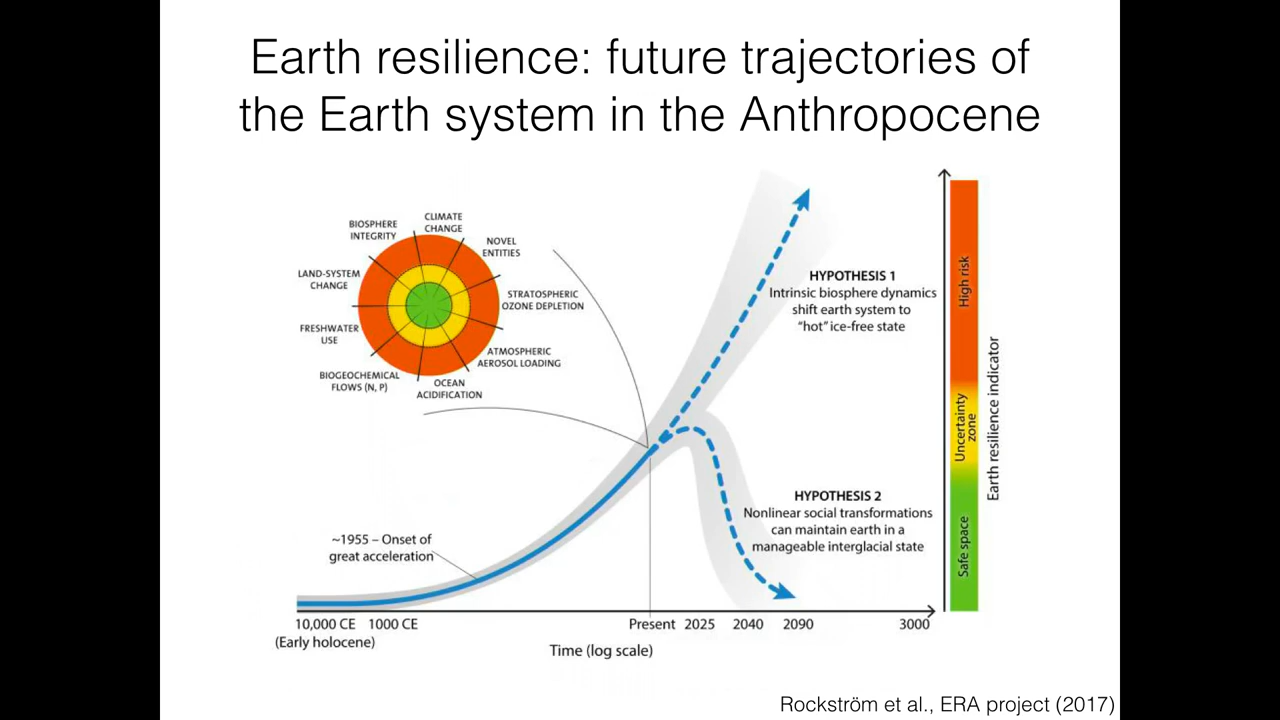 Earth resilience: future trajectories of
the Earth system in the Anthropocene
CLIMATE
CHANGE
BIOSPHERE
INTEGRITY
NOVEL
ENTITIES
LAND-SYSTEM
CHANGE
STRATOSPHERIC
OZONE DEPLETION
FRESHWATER
USE
ATMOSPHERIC
AEROSOL LOADING
BIOGEOCHEMICAL
FLOWS (N, P)
OCEAN
ACIDIFICATION
HYPOTHESIS 1
Intrinsic biosphere dynamics
shift earth system to
"hot" ice-free state
HYPOTHESIS 2
Nonlinear social transformations
can maintain earth in a
manageable interglacial state
~1955 – Onset of
great acceleration
High risk
Uncertainty
zone
Safe space
Earth resilience indicator
10,000 CE 1000 CE Present 2025 2040 2090 3000
(Early holocene)
Time (log scale)
Rockström et al., ERA project (2017)